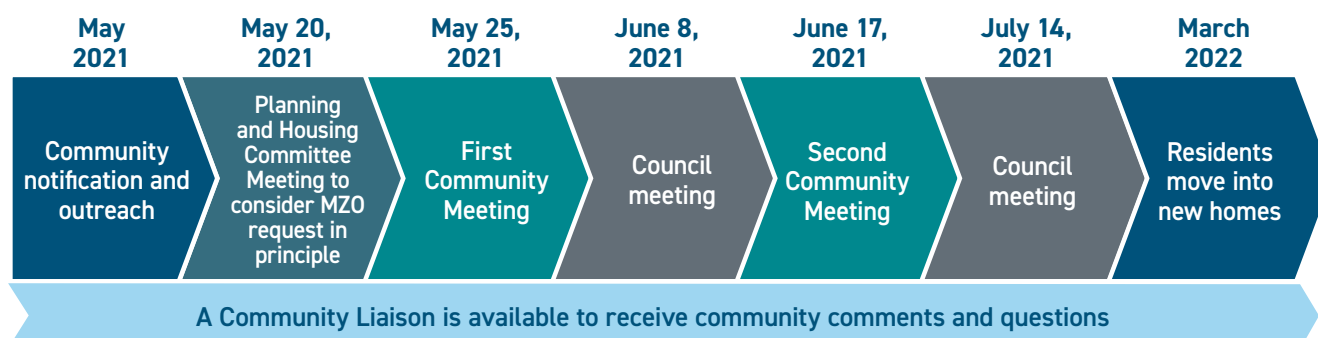 May
2021
May 20,
2021
May 25,
2021
June 8,
2021
June 17,
2021
July 14,
2021
March
2022
Community
notification and
outreach
Planning
and Housing
Committee
Meeting to
consider MZO
request in
principle
First
Community
Meeting
Council
meeting
Second
Community
Meeting
Council
meeting
Residents
move into
new homes
A Community Liaison is available to receive community comments and questions